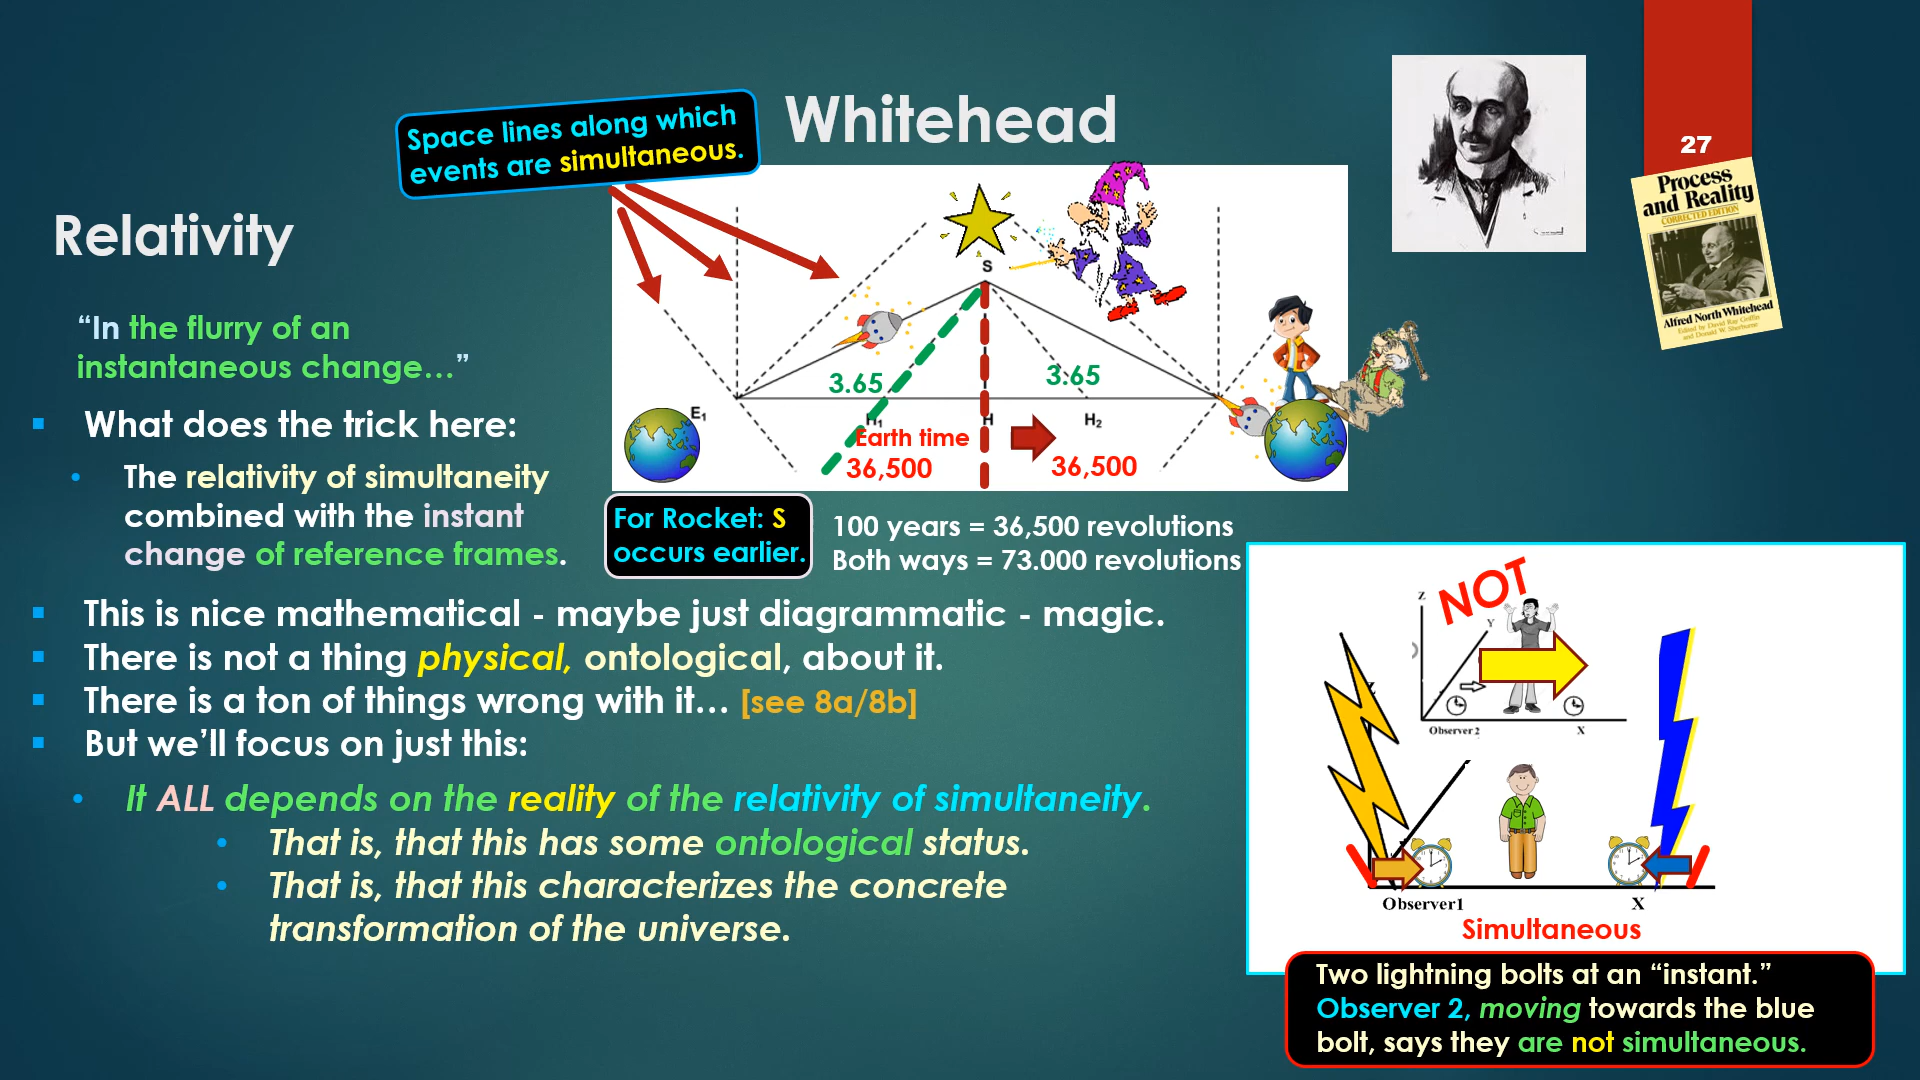 Whitehead
27
Space lines along which
events are simultaneous.
Process
and Reality
CORRECTED EDITION
Alfred North Whitehead
Edited by David Ray Griffin
and Donald W. Sherburne
Relativity
S
“In the flurry of an
instantaneous change…”
3.65
3.65
E₁
H₁
H
H₂
Earth time
36,500
36,500
What does the trick here:
The relativity of simultaneity
combined with the instant
change of reference frames.
For Rocket: S
occurs earlier.
100 years = 36,500 revolutions
Both ways = 73.000 revolutions
This is nice mathematical - maybe just diagrammatic - magic.
There is not a thing physical, ontological, about it.
There is a ton of things wrong with it… [see 8a/8b]
But we’ll focus on just this:
It ALL depends on the reality of the relativity of simultaneity.
That is, that this has some ontological status.
That is, that this characterizes the concrete
transformation of the universe.
NOT
Z
Y
Z
Observer 2
X
Observer1
X
Simultaneous
Two lightning bolts at an “instant.”
Observer 2, moving towards the blue
bolt, says they are not simultaneous.